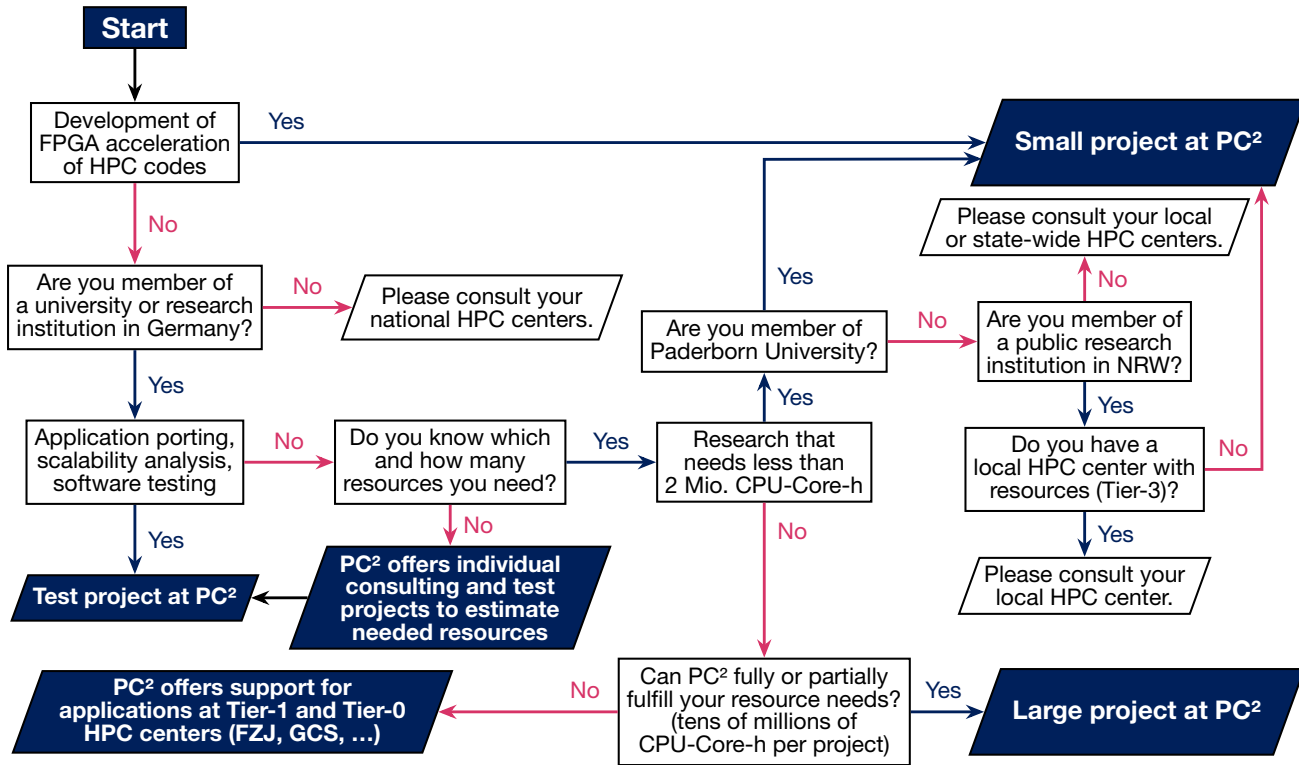 Start
Development of
FPGA acceleration
of HPC codes
Yes
Small project at PC²
No
Please consult your local
or state-wide HPC centers.
No
Are you member of
a university or research
institution in Germany?
No
Please consult your
national HPC centers.
Yes
No
Are you member of
Paderborn University?
No
Are you member of
a public research
institution in NRW?
Yes
Yes
Yes
Application porting,
scalability analysis,
software testing
No
Do you know which
and how many
resources you need?
Yes
Research that
needs less than
2 Mio. CPU-Core-h
Do you have a
local HPC center with
resources (Tier-3)?
No
Yes
No
No
Yes
Test project at PC²
PC² offers individual
consulting and test
projects to estimate
needed resources
Please consult your
local HPC center.
PC² offers support for
applications at Tier-1 and Tier-0
HPC centers (FZJ, GCS, …)
No
Can PC² fully or partially
fulfill your resource needs?
(tens of millions of
CPU-Core-h per project)
Yes
Large project at PC²